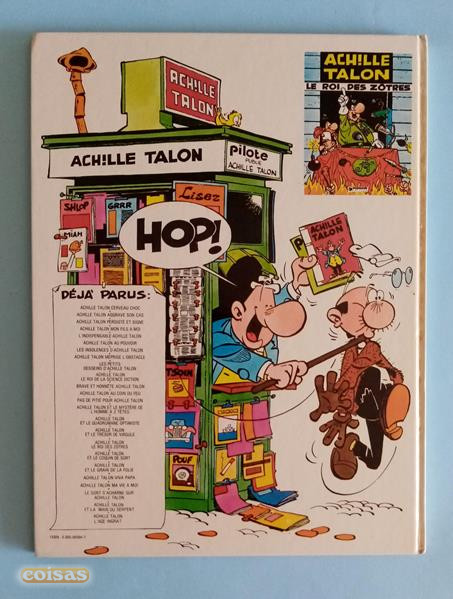 ACH!LLE
TALON
ACH!LLE TALON
pilote
PUBLIE
ACHILLE TALON
ACH!LLE
TALON
LE ROI DES ZÔTRES
Lisez
SHLOP
GRRR
MIAM
HOP!
ACHILLE
TALON
DÉJÀ PARUS:
ACHILLE TALON CERVEAU CHOC
ACHILLE TALON AGGRAVE SON CAS
ACHILLE TALON PERSISTE ET SIGNE
ACHILLE TALON MON FILS A MOI
L'INDISPENSABLE ACHILLE TALON
ACHILLE TALON AU POUVOIR
LES INSOLENCES D'ACHILLE TALON
ACHILLE TALON MÉPRISE L'OBSTACLE
LES PETITS
DESSEINS D'ACHILLE TALON
ACHILLE TALON
LE ROI DE LA SCIENCE DICTION
BRAVE ET HONNÊTE ACHILLE TALON
ACHILLE TALON AU COIN DU FEU
PAS DE PITIÉ POUR ACHILLE TALON
ACHILLE TALON ET LE MYSTÈRE DE
L'HOMME A 2 TÊTES
ACHILLE TALON
ET LE QUADRUMANE OPTIMISTE
ACHILLE TALON
ET LE TRÉSOR DE VIRGULE
ACHILLE TALON
LE ROI DES ZÔTRES
ACHILLE TALON
ET LE COQUIN DE SORT
ACHILLE TALON
ET LE GRAIN DE LA FOLIE
ACHILLE TALON VIVA PAPA
ACHILLE TALON MA VIE A MOI
LE SORT S'ACHARNE SUR
ACHILLE TALON
ACHILLE TALON
ET LA MAIN DU SERPENT
ACHILLE TALON
L'AGE INGRAT
TSOIN
POUF
coisas